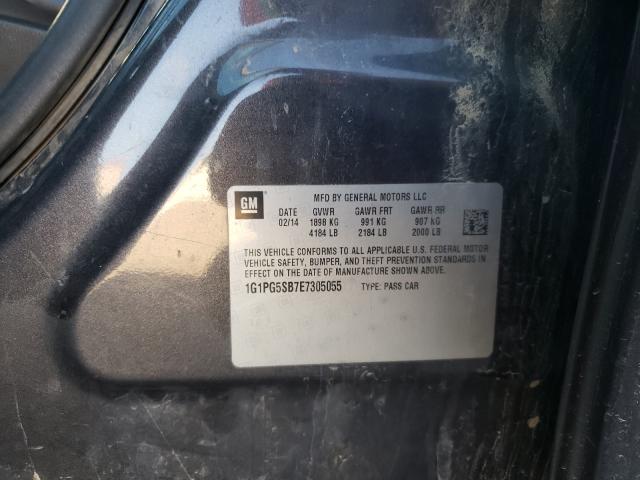 MFD BY GENERAL MOTORS LLC
GM
DATE GVWR GAWR FRT GAWR RR
02/14 1898 KG 991 KG 907 KG
4184 LB 2184 LB 2000 LB
THIS VEHICLE CONFORMS TO ALL APPLICABLE U.S. FEDERAL MOTOR
VEHICLE SAFETY, BUMPER, AND THEFT PREVENTION STANDARDS IN
EFFECT ON THE DATE OF MANUFACTURE SHOWN ABOVE.
1G1PG5SB7E7305055 TYPE: PASS CAR